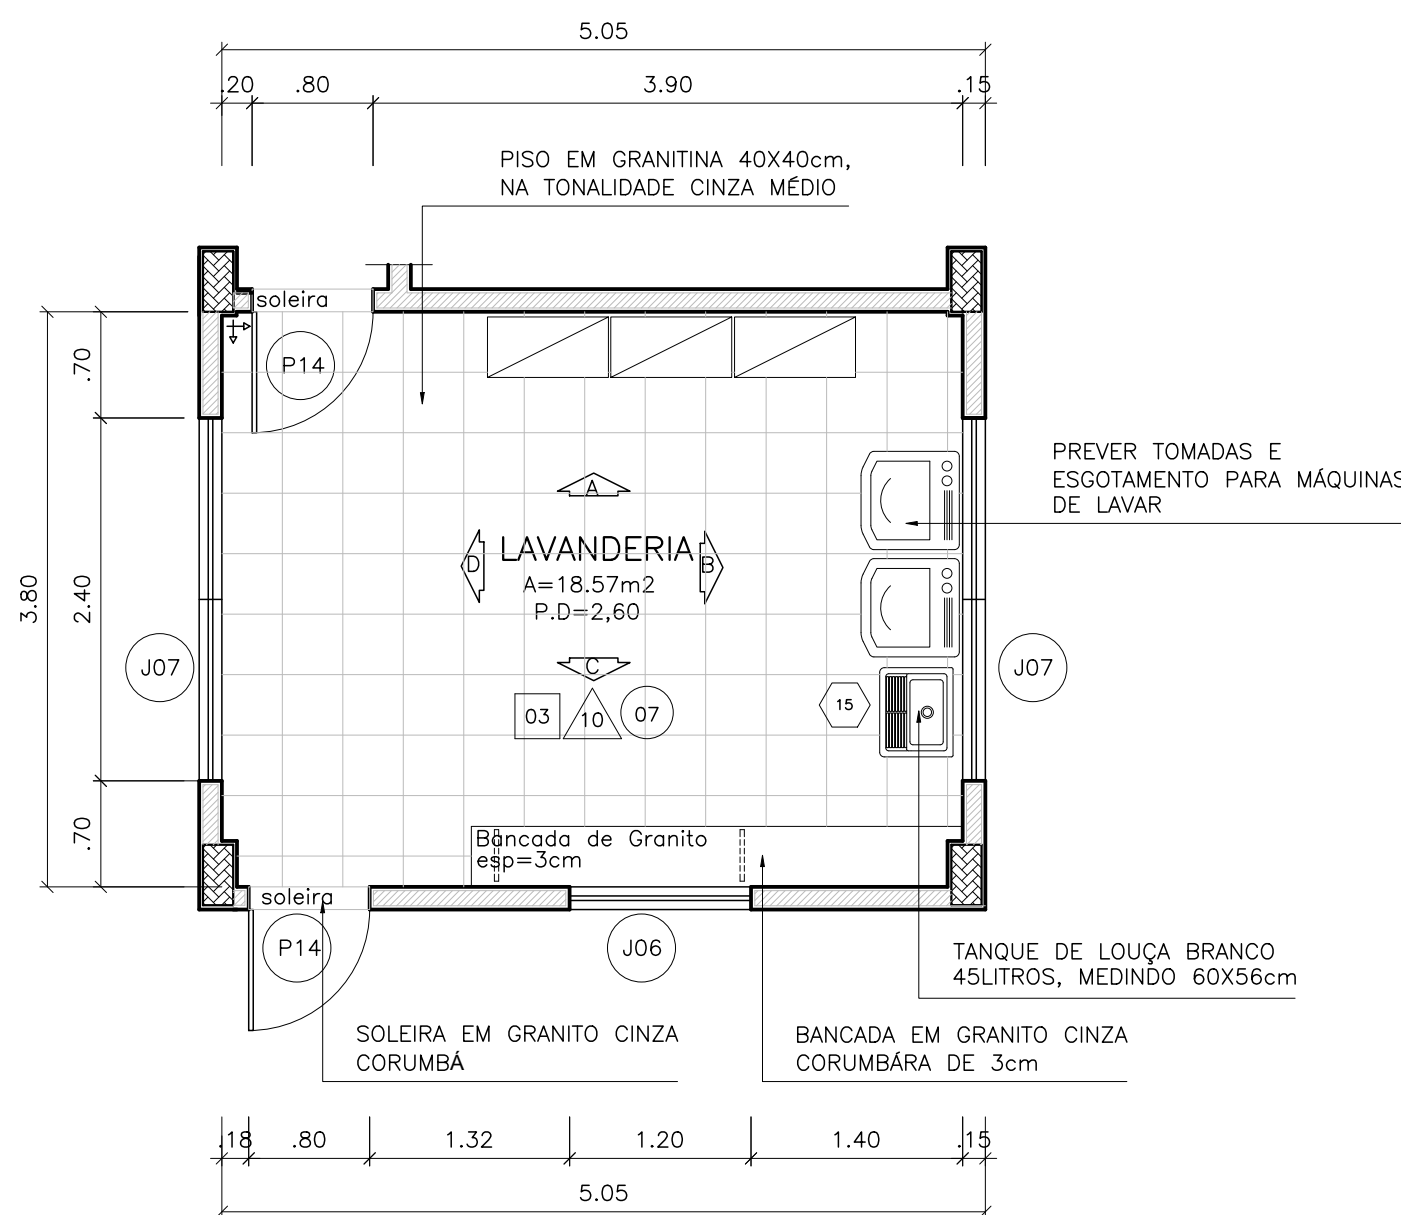 5.05
.20 .80 3.90 .15
PISO EM GRANITINA 40X40cm,
NA TONALIDADE CINZA MÉDIO
soleira
P14
.70
PREVER TOMADAS E
ESGOTAMENTO PARA MÁQUINAS
DE LAVAR
A
LAVANDERIA
D
B
A=18.57m2
P.D=2,60
3.80
2.40
J07
C
J07
03
10
07
15
.70
Bancada de Granito
esp=3cm
soleira
P14
J06
TANQUE DE LOUÇA BRANCO
45LITROS, MEDINDO 60X56cm
SOLEIRA EM GRANITO CINZA
CORUMBÁ
BANCADA EM GRANITO CINZA
CORUMBÁRA DE 3cm
.18 .80 1.32 1.20 1.40 .15
5.05